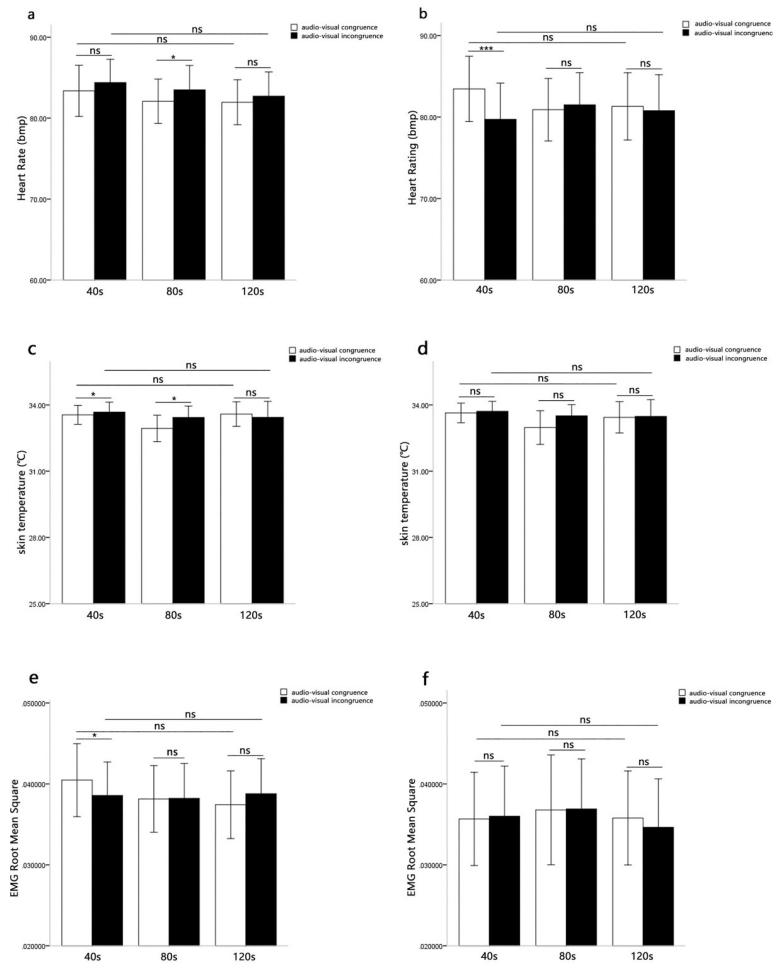 a
audio-visual congruence
audio-visual incongruence
90.00
80.00
70.00
60.00
Heart Rate (bmp)
ns
ns
ns
*
ns
40s
80s
120s
b
audio-visual congruence
audio-visual incongruence
90.00
80.00
70.00
60.00
Heart Rating (bmp)
ns
ns
***
ns
ns
40s
80s
120s
c
audio-visual congruence
audio-visual incongruence
34.00
31.00
28.00
25.00
skin temperature (℃)
ns
ns
*
*
ns
40s
80s
120s
d
audio-visual congruence
audio-visual incongruence
34.00
31.00
28.00
25.00
skin temperature (℃)
ns
ns
ns
ns
ns
40s
80s
120s
e
audio-visual congruence
audio-visual incongruence
.050000
.040000
.030000
.020000
EMG Root Mean Square
ns
ns
*
ns
ns
40s
80s
120s
f
audio-visual congruence
audio-visual incongruence
.050000
.040000
.030000
.020000
EMG Root Mean Square
ns
ns
ns
ns
ns
40s
80s
120s